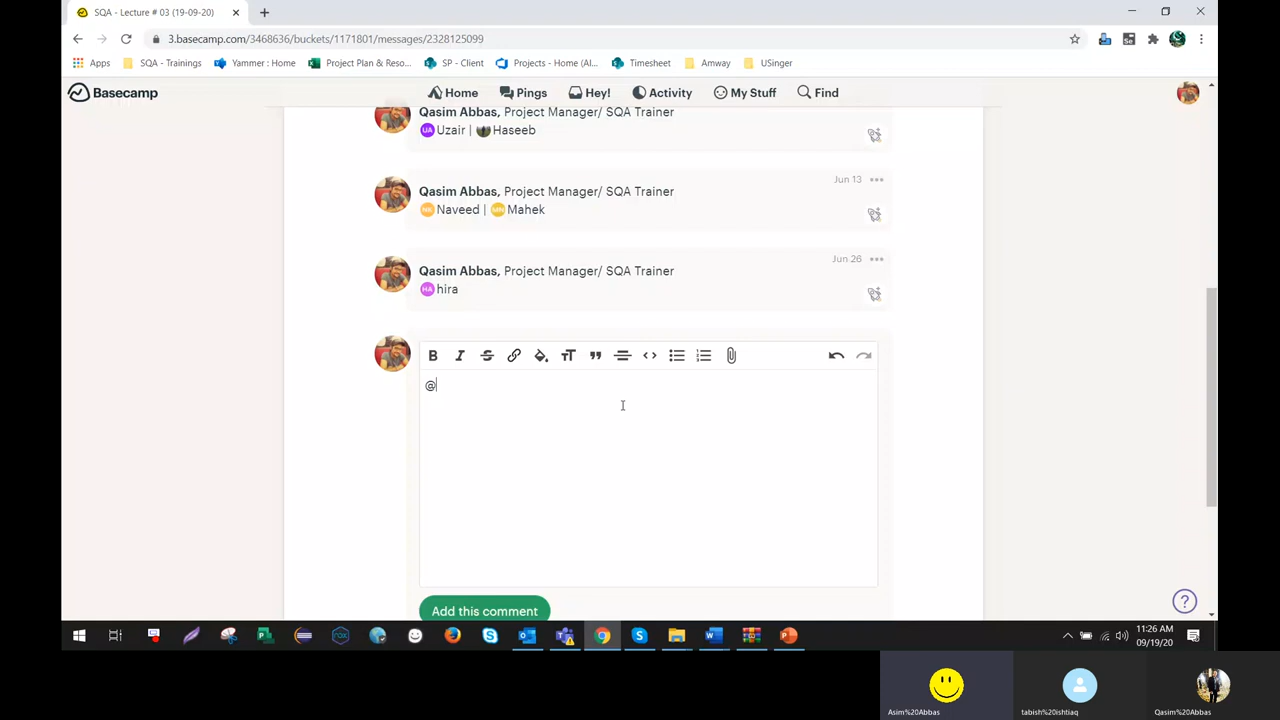 SQA - Lecture # 03 (19-09-20)
3.basecamp.com/3468636/buckets/1171801/messages/2328125099
Apps SQA - Trainings Yammer : Home Project Plan & Reso... SP - Client Projects - Home (Al... Timesheet Amway USinger
Basecamp Home Pings Hey! Activity My Stuff Find
Qasim Abbas, Project Manager/ SQA Trainer
UA Uzair | Haseeb
Jun 13
Qasim Abbas, Project Manager/ SQA Trainer
Naveed | Mahek
Jun 26
Qasim Abbas, Project Manager/ SQA Trainer
HA hira
@
Add this comment
11:26 AM
09/19/20
Asim%20Abbas tabish%20ishtiaq Qasim%20Abbas